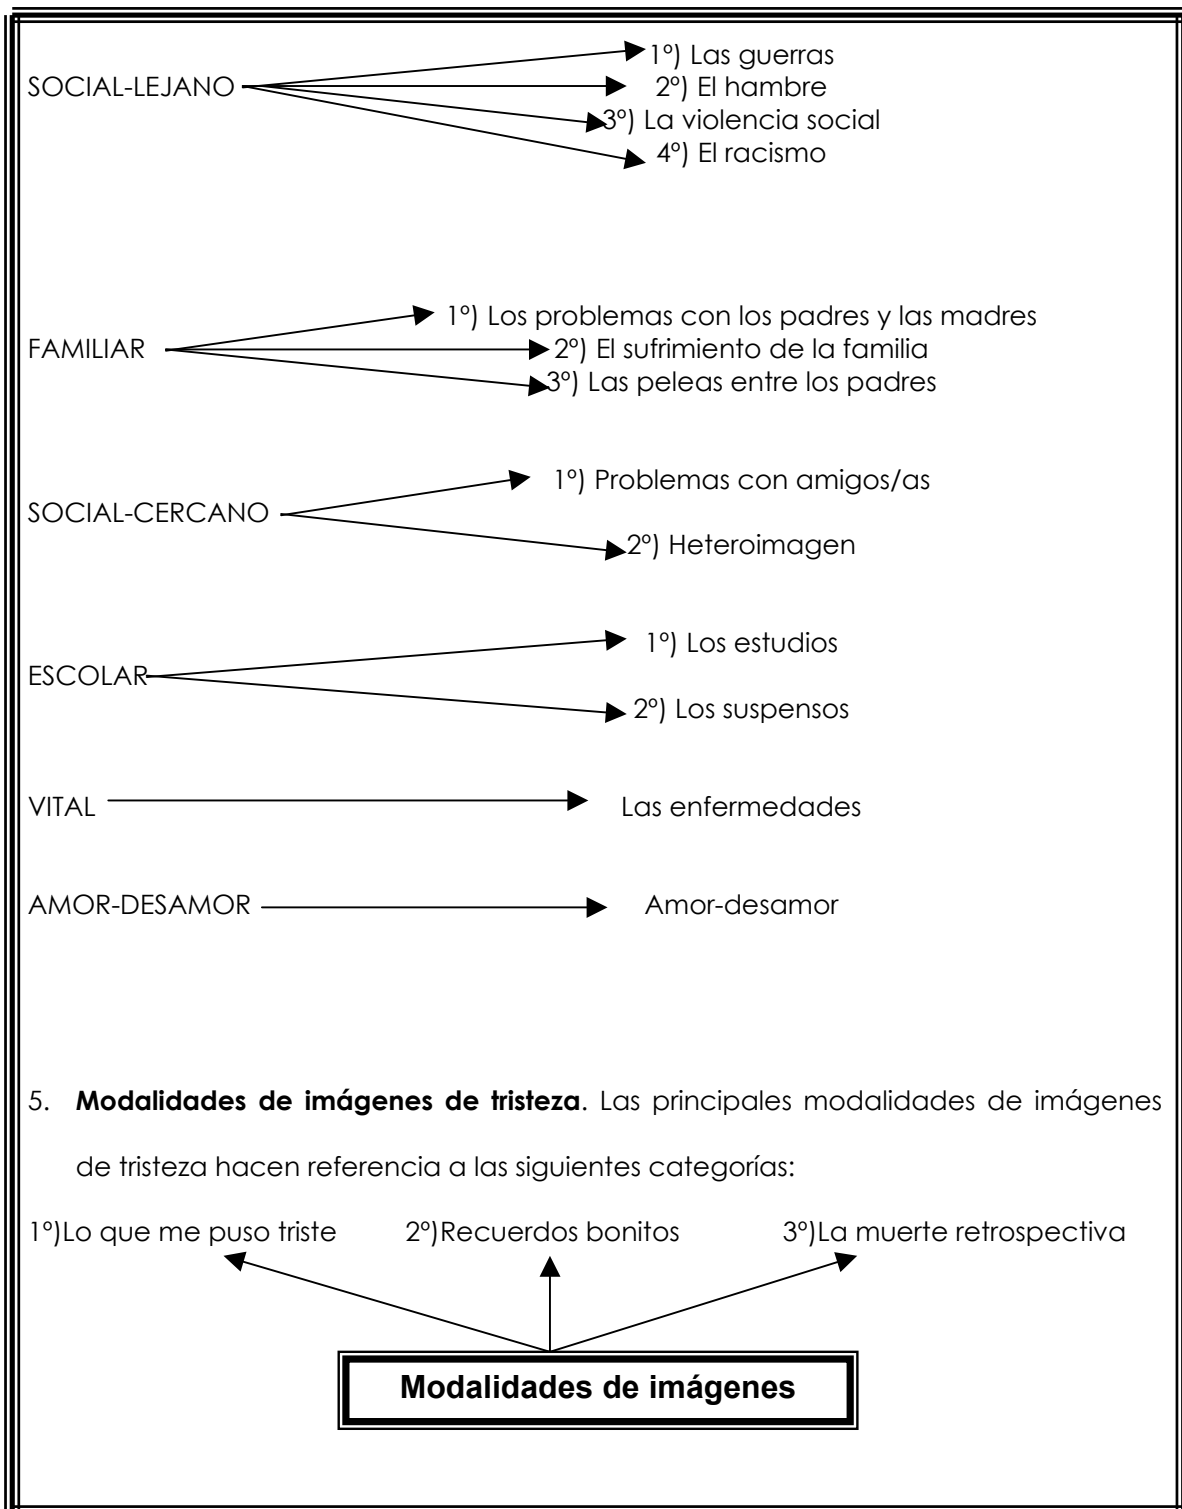 SOCIAL-LEJANO
1º) Las guerras
2º) El hambre
3º) La violencia social
4º) El racismo
FAMILIAR
1º) Los problemas con los padres y las madres
2º) El sufrimiento de la familia
3º) Las peleas entre los padres
SOCIAL-CERCANO
1º) Problemas con amigos/as
2º) Heteroimagen
ESCOLAR
1º) Los estudios
2º) Los suspensos
VITAL Las enfermedades
AMOR-DESAMOR Amor-desamor
5. Modalidades de imágenes de tristeza. Las principales modalidades de imágenes
de tristeza hacen referencia a las siguientes categorías:
1º)Lo que me puso triste 2º)Recuerdos bonitos 3º)La muerte retrospectiva
Modalidades de imágenes